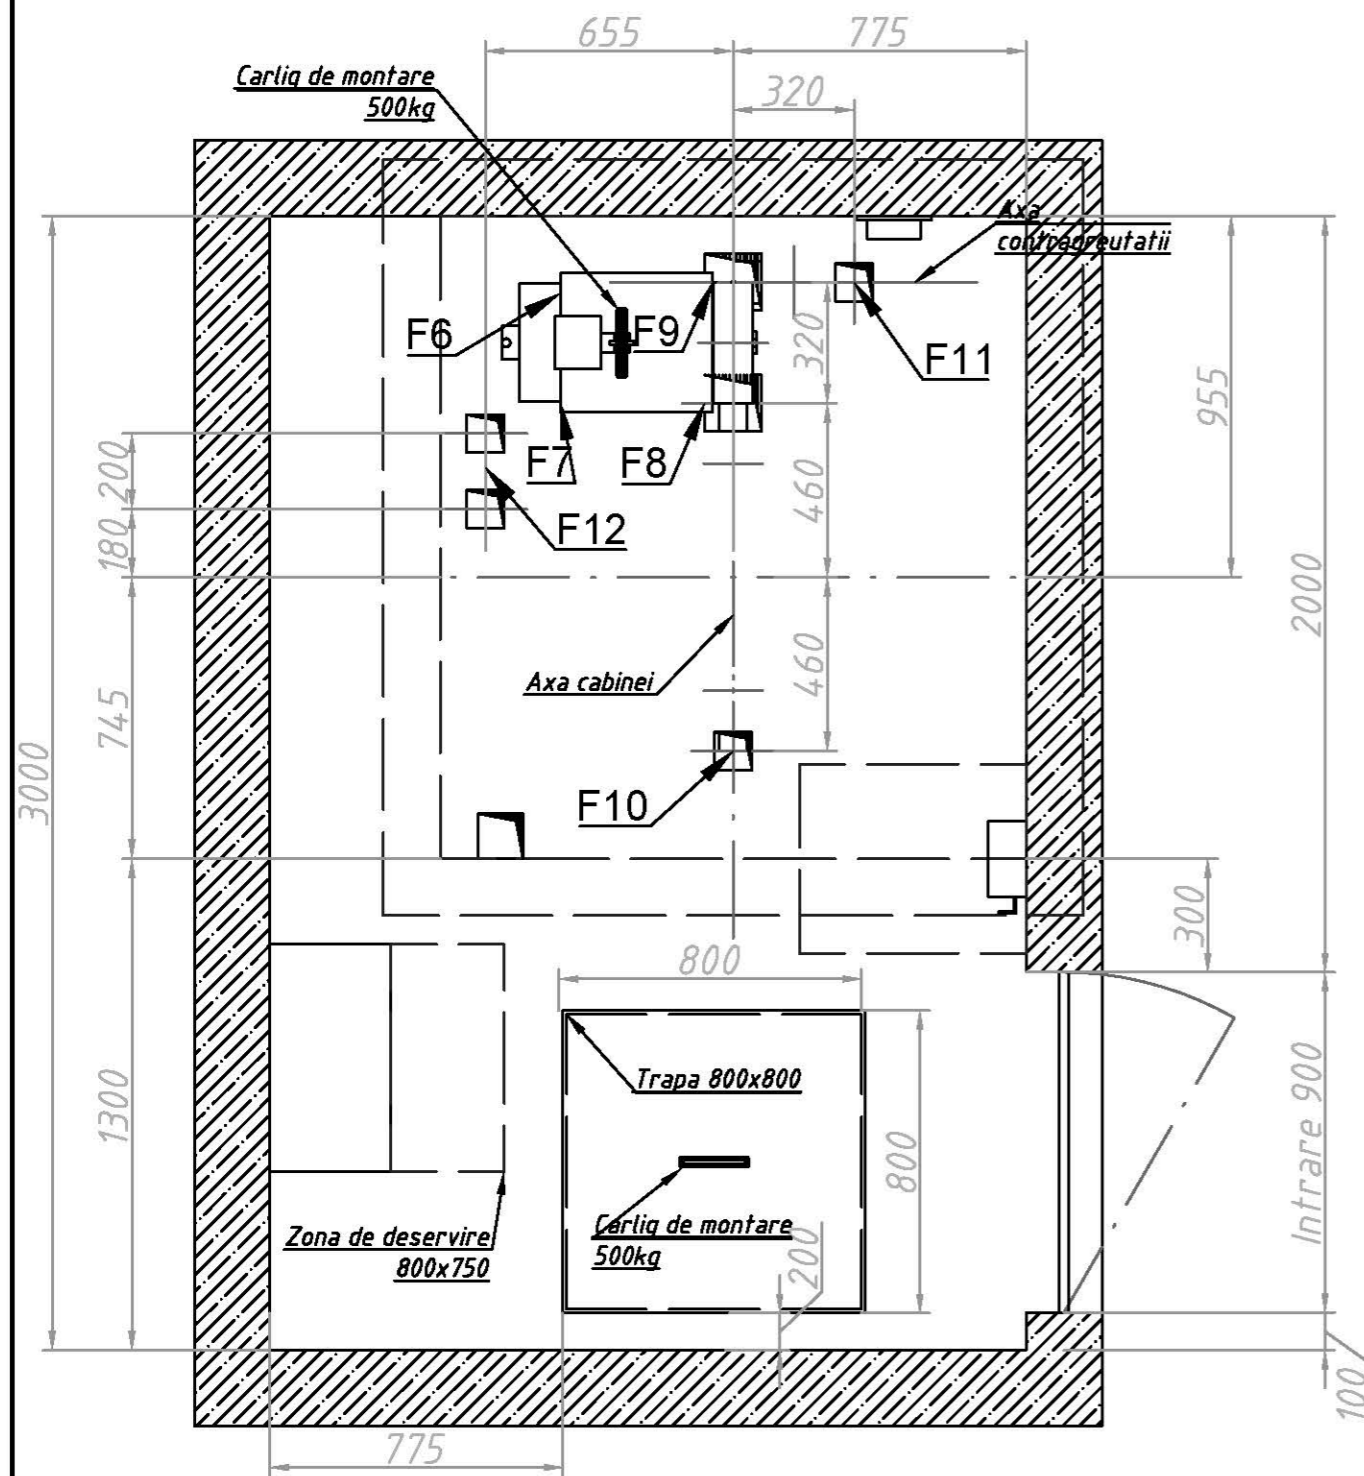 655
775
Carlig de montare
500kg
320
Axa
contragreutatii
F6
F9
F11
320
955
F7
F8
200
F12
460
180
2000
Axa cabinei
460
745
3000
F10
300
800
Trapa 800x800
1300
800
Intrare 900
Zona de deservire
800x750
Carlig de montare
500kg
200
100
775